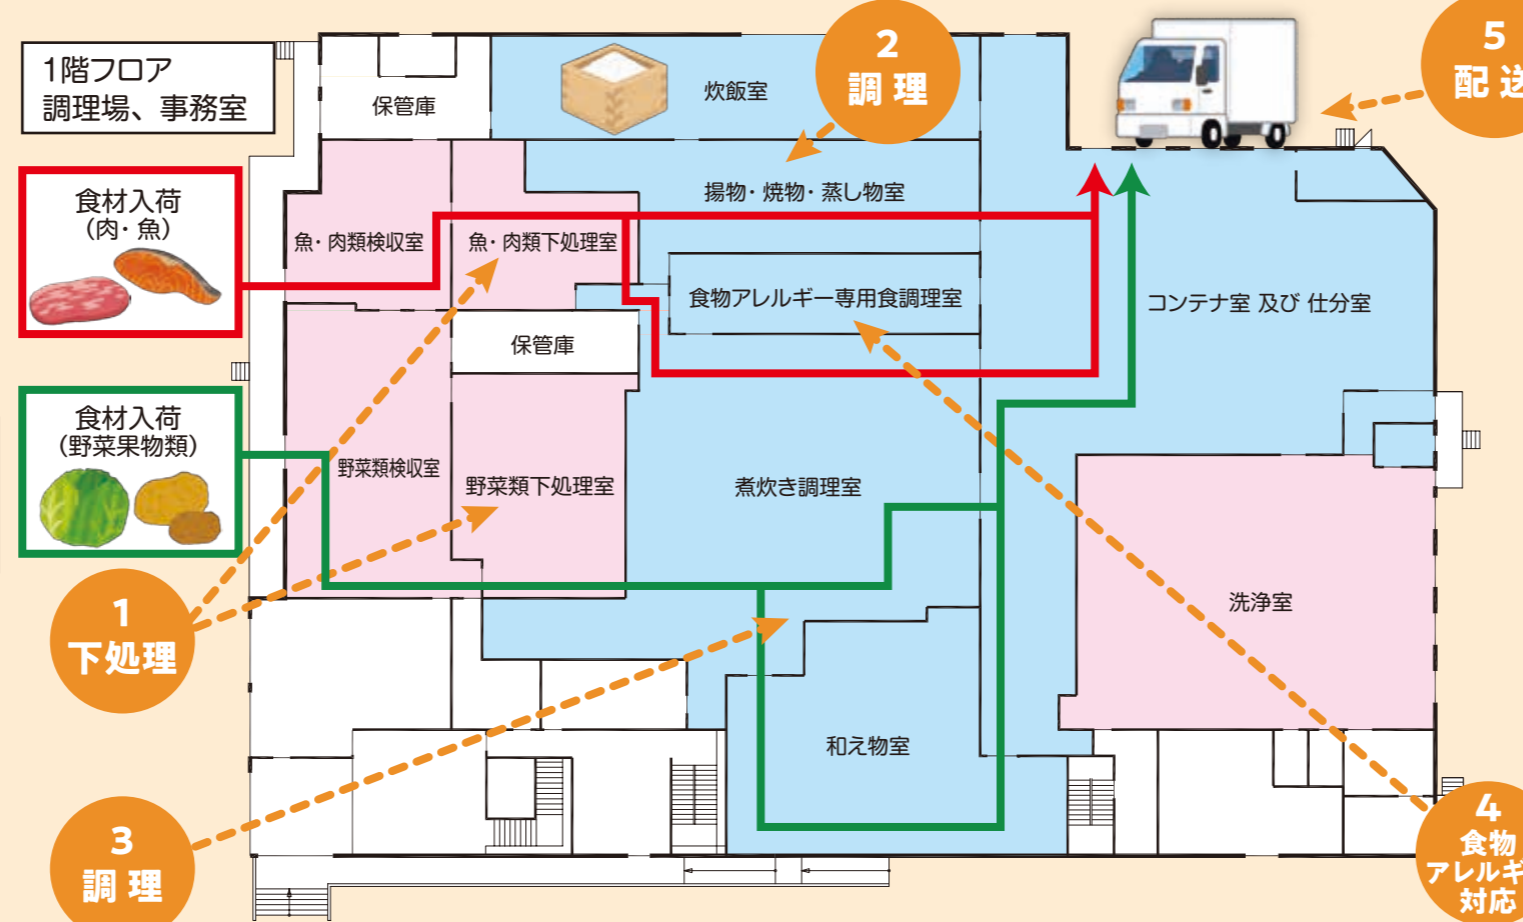 1階フロア
調理場、事務室
食材入荷
(肉・魚)
食材入荷
(野菜果物類)
保管庫
炊飯室
2
調理
5
配送
揚物・焼物・蒸し物室
魚・肉類検収室
魚・肉類下処理室
食物アレルギー専用食調理室
コンテナ室 及び 仕分室
保管庫
野菜類検収室
野菜類下処理室
煮炊き調理室
洗浄室
1
下処理
和え物室
3
調理
4
食物
アレルギー
対応